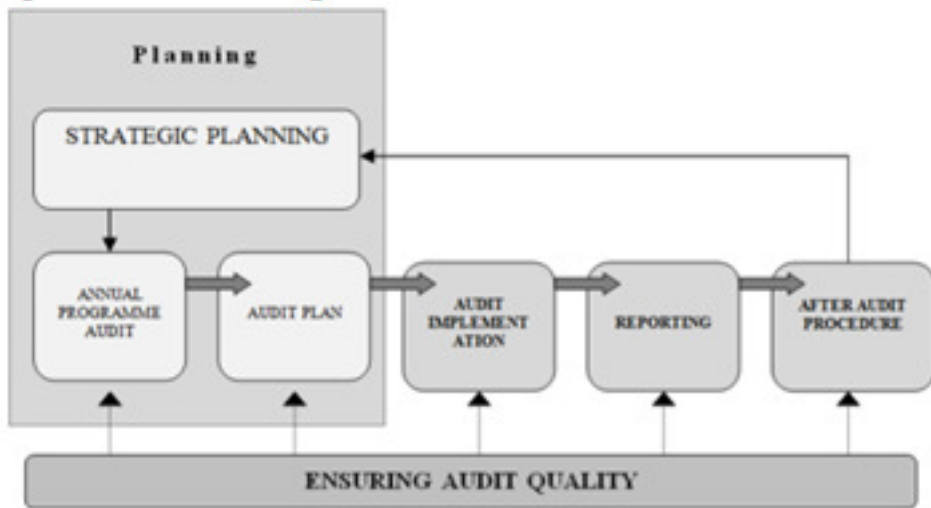 Planning
STRATEGIC PLANNING
ANNUAL
PROGRAMME
AUDIT
AUDIT PLAN
AUDIT
IMPLEMENT
ATION
REPORTING
AFTER AUDIT
PROCEDURE
ENSURING AUDIT QUALITY